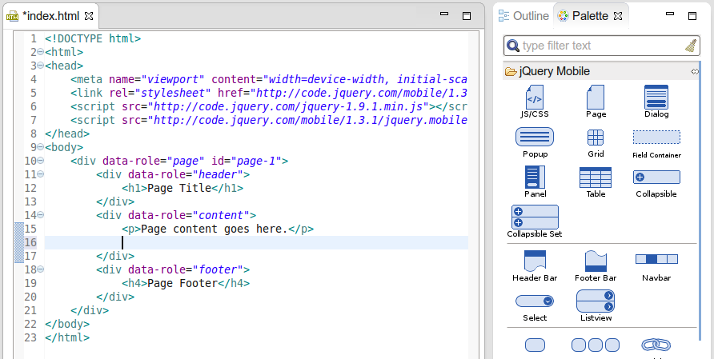 *index.html
1 <!DOCTYPE html>
2 <html>
3 <head>
4 <meta name="viewport" content="width=device-width, initial-sca
5 <link rel="stylesheet" href="http://code.jquery.com/mobile/1.3
6 <script src="http://code.jquery.com/jquery-1.9.1.min.js"></scr
7 <script src="http://code.jquery.com/mobile/1.3.1/jquery.mobile
8 </head>
9 <body>
10 <div data-role="page" id="page-1">
11 <div data-role="header">
12 <h1>Page Title</h1>
13 </div>
14 <div data-role="content">
15 <p>Page content goes here.</p>
16
17 </div>
18 <div data-role="footer">
19 <h4>Page Footer</h4>
20 </div>
21 </div>
22 </body>
23 </html>
Outline Palette
type filter text
jQuery Mobile
JS/CSS Page Dialog
Popup Grid Field Container
Panel Table Collapsible
Collapsible Set
Header Bar Footer Bar Navbar
Select Listview